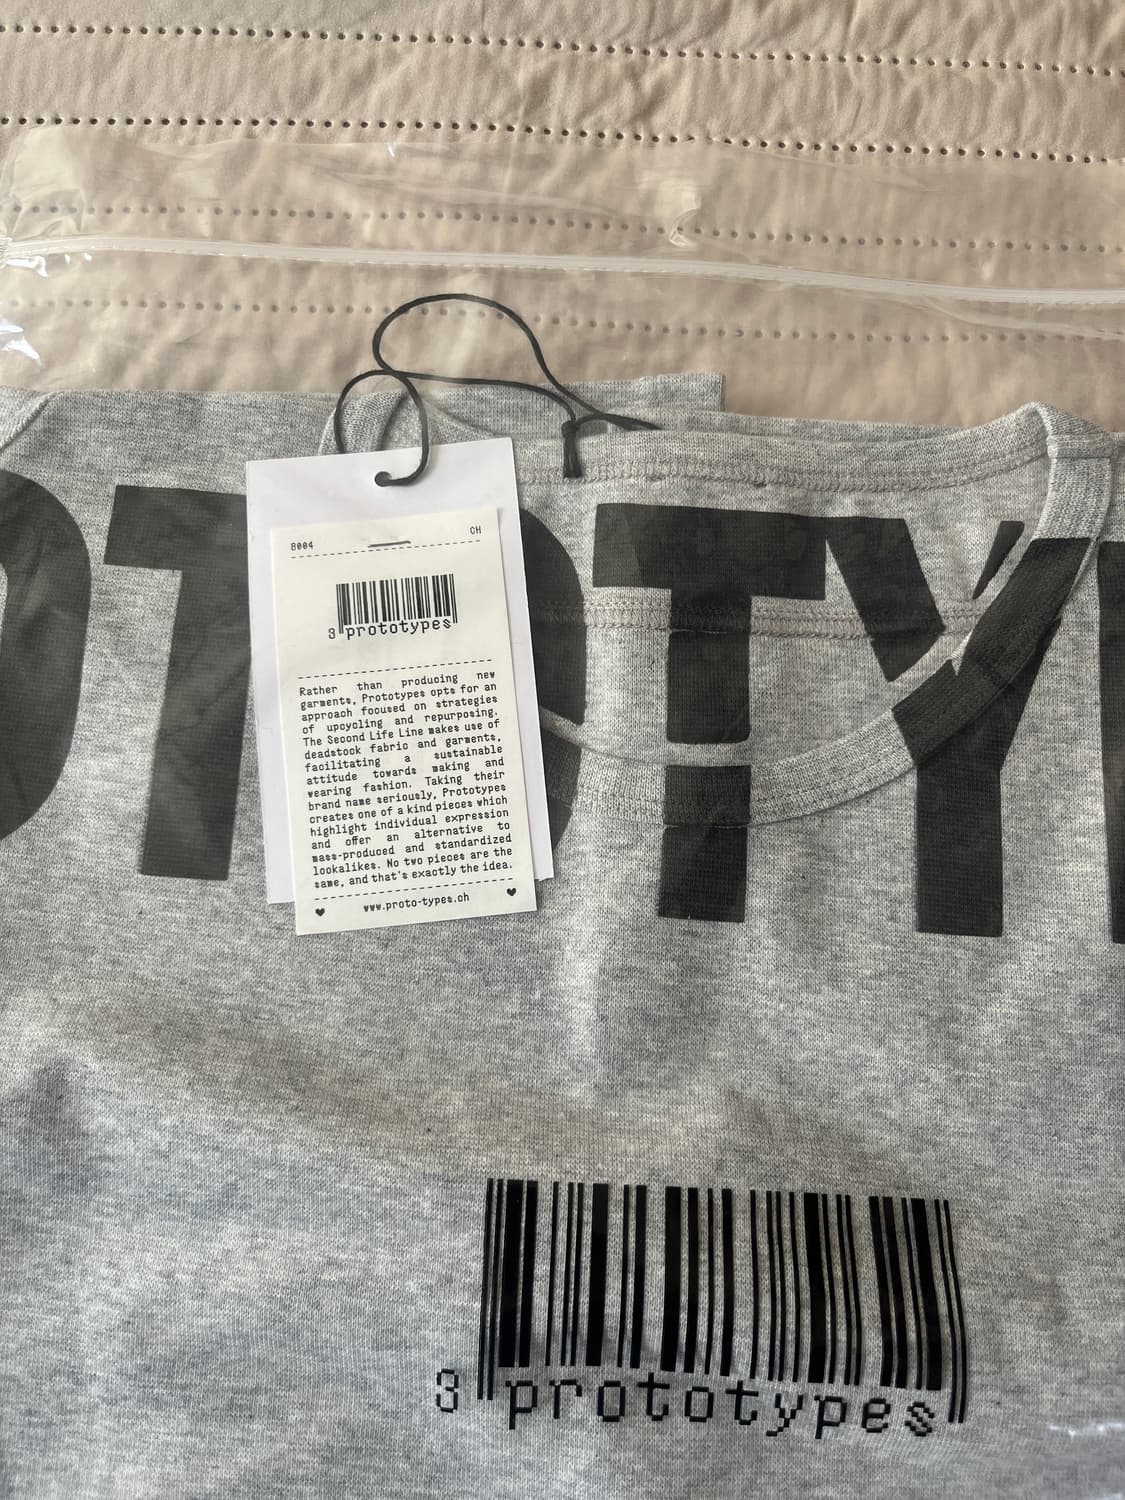 OTOTYP
8004 CH
3 prototypes
Rather than producing new
garments, Prototypes opts for an
approach focused on strategies
of upcycling and repurposing.
The Second Life Line makes use of
deadstock fabric and garments,
facilitating a sustainable
attitude towards making and
wearing fashion. Taking their
brand name seriously, Prototypes
creates one of a kind pieces which
highlight individual expression
and offer an alternative to
mass-produced and standardized
lookalikes. No two pieces are the
same, and that's exactly the idea.
♥ www.proto-types.ch ♥
3 prototypes